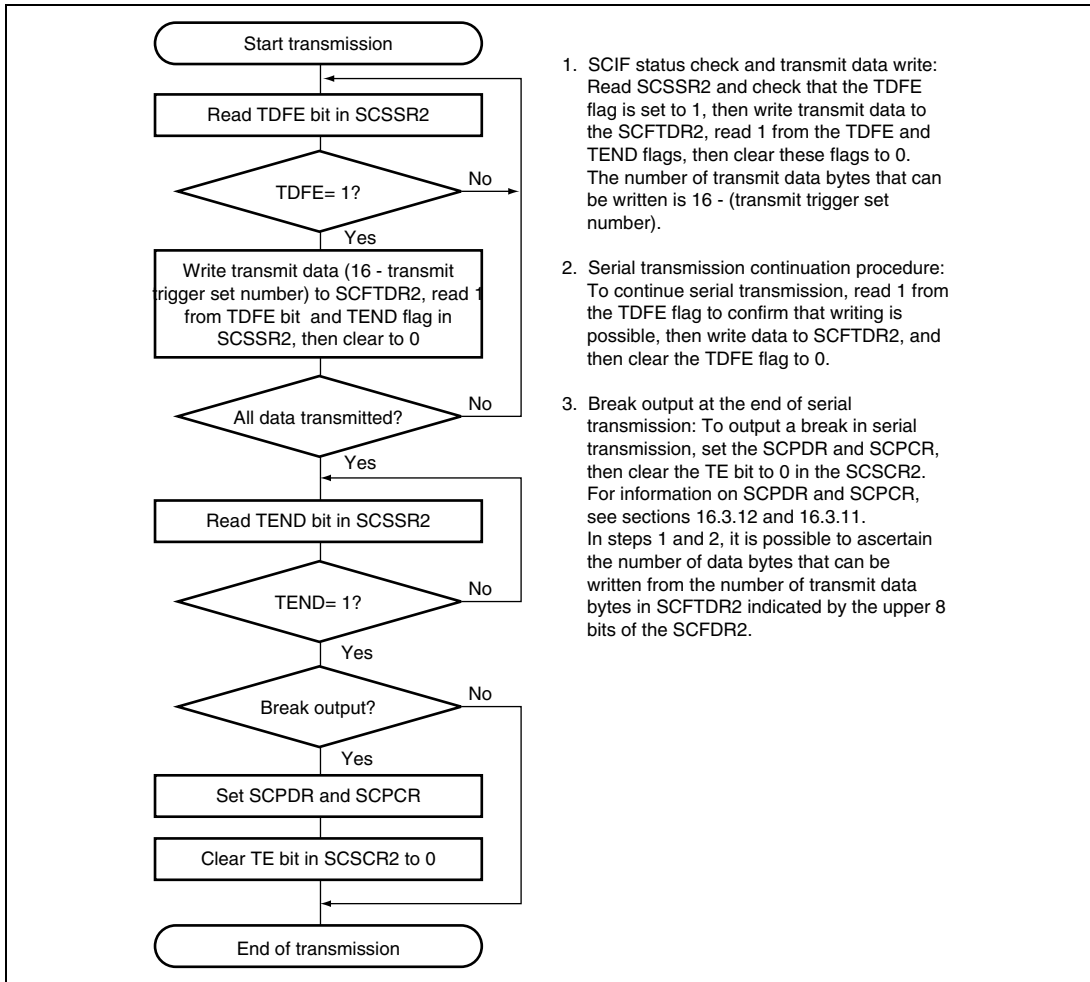 Start transmission
Read TDFE bit in SCSSR2
TDFE= 1?
No
Yes
Write transmit data (16 - transmit
trigger set number) to SCFTDR2, read 1
from TDFE bit  and TEND flag in
SCSSR2, then clear to 0
All data transmitted?
No
Yes
Read TEND bit in SCSSR2
TEND= 1?
No
Yes
Break output?
No
Yes
Set SCPDR and SCPCR
Clear TE bit in SCSCR2 to 0
End of transmission
1. SCIF status check and transmit data write:
Read SCSSR2 and check that the TDFE
flag is set to 1, then write transmit data to
the SCFTDR2, read 1 from the TDFE and
TEND flags, then clear these flags to 0.
The number of transmit data bytes that can
be written is 16 - (transmit trigger set
number).
2. Serial transmission continuation procedure:
To continue serial transmission, read 1 from
the TDFE flag to confirm that writing is
possible, then write data to SCFTDR2, and
then clear the TDFE flag to 0.
3. Break output at the end of serial
transmission: To output a break in serial
transmission, set the SCPDR and SCPCR,
then clear the TE bit to 0 in the SCSCR2.
For information on SCPDR and SCPCR,
see sections 16.3.12 and 16.3.11.
In steps 1 and 2, it is possible to ascertain
the number of data bytes that can be
written from the number of transmit data
bytes in SCFTDR2 indicated by the upper 8
bits of the SCFDR2.